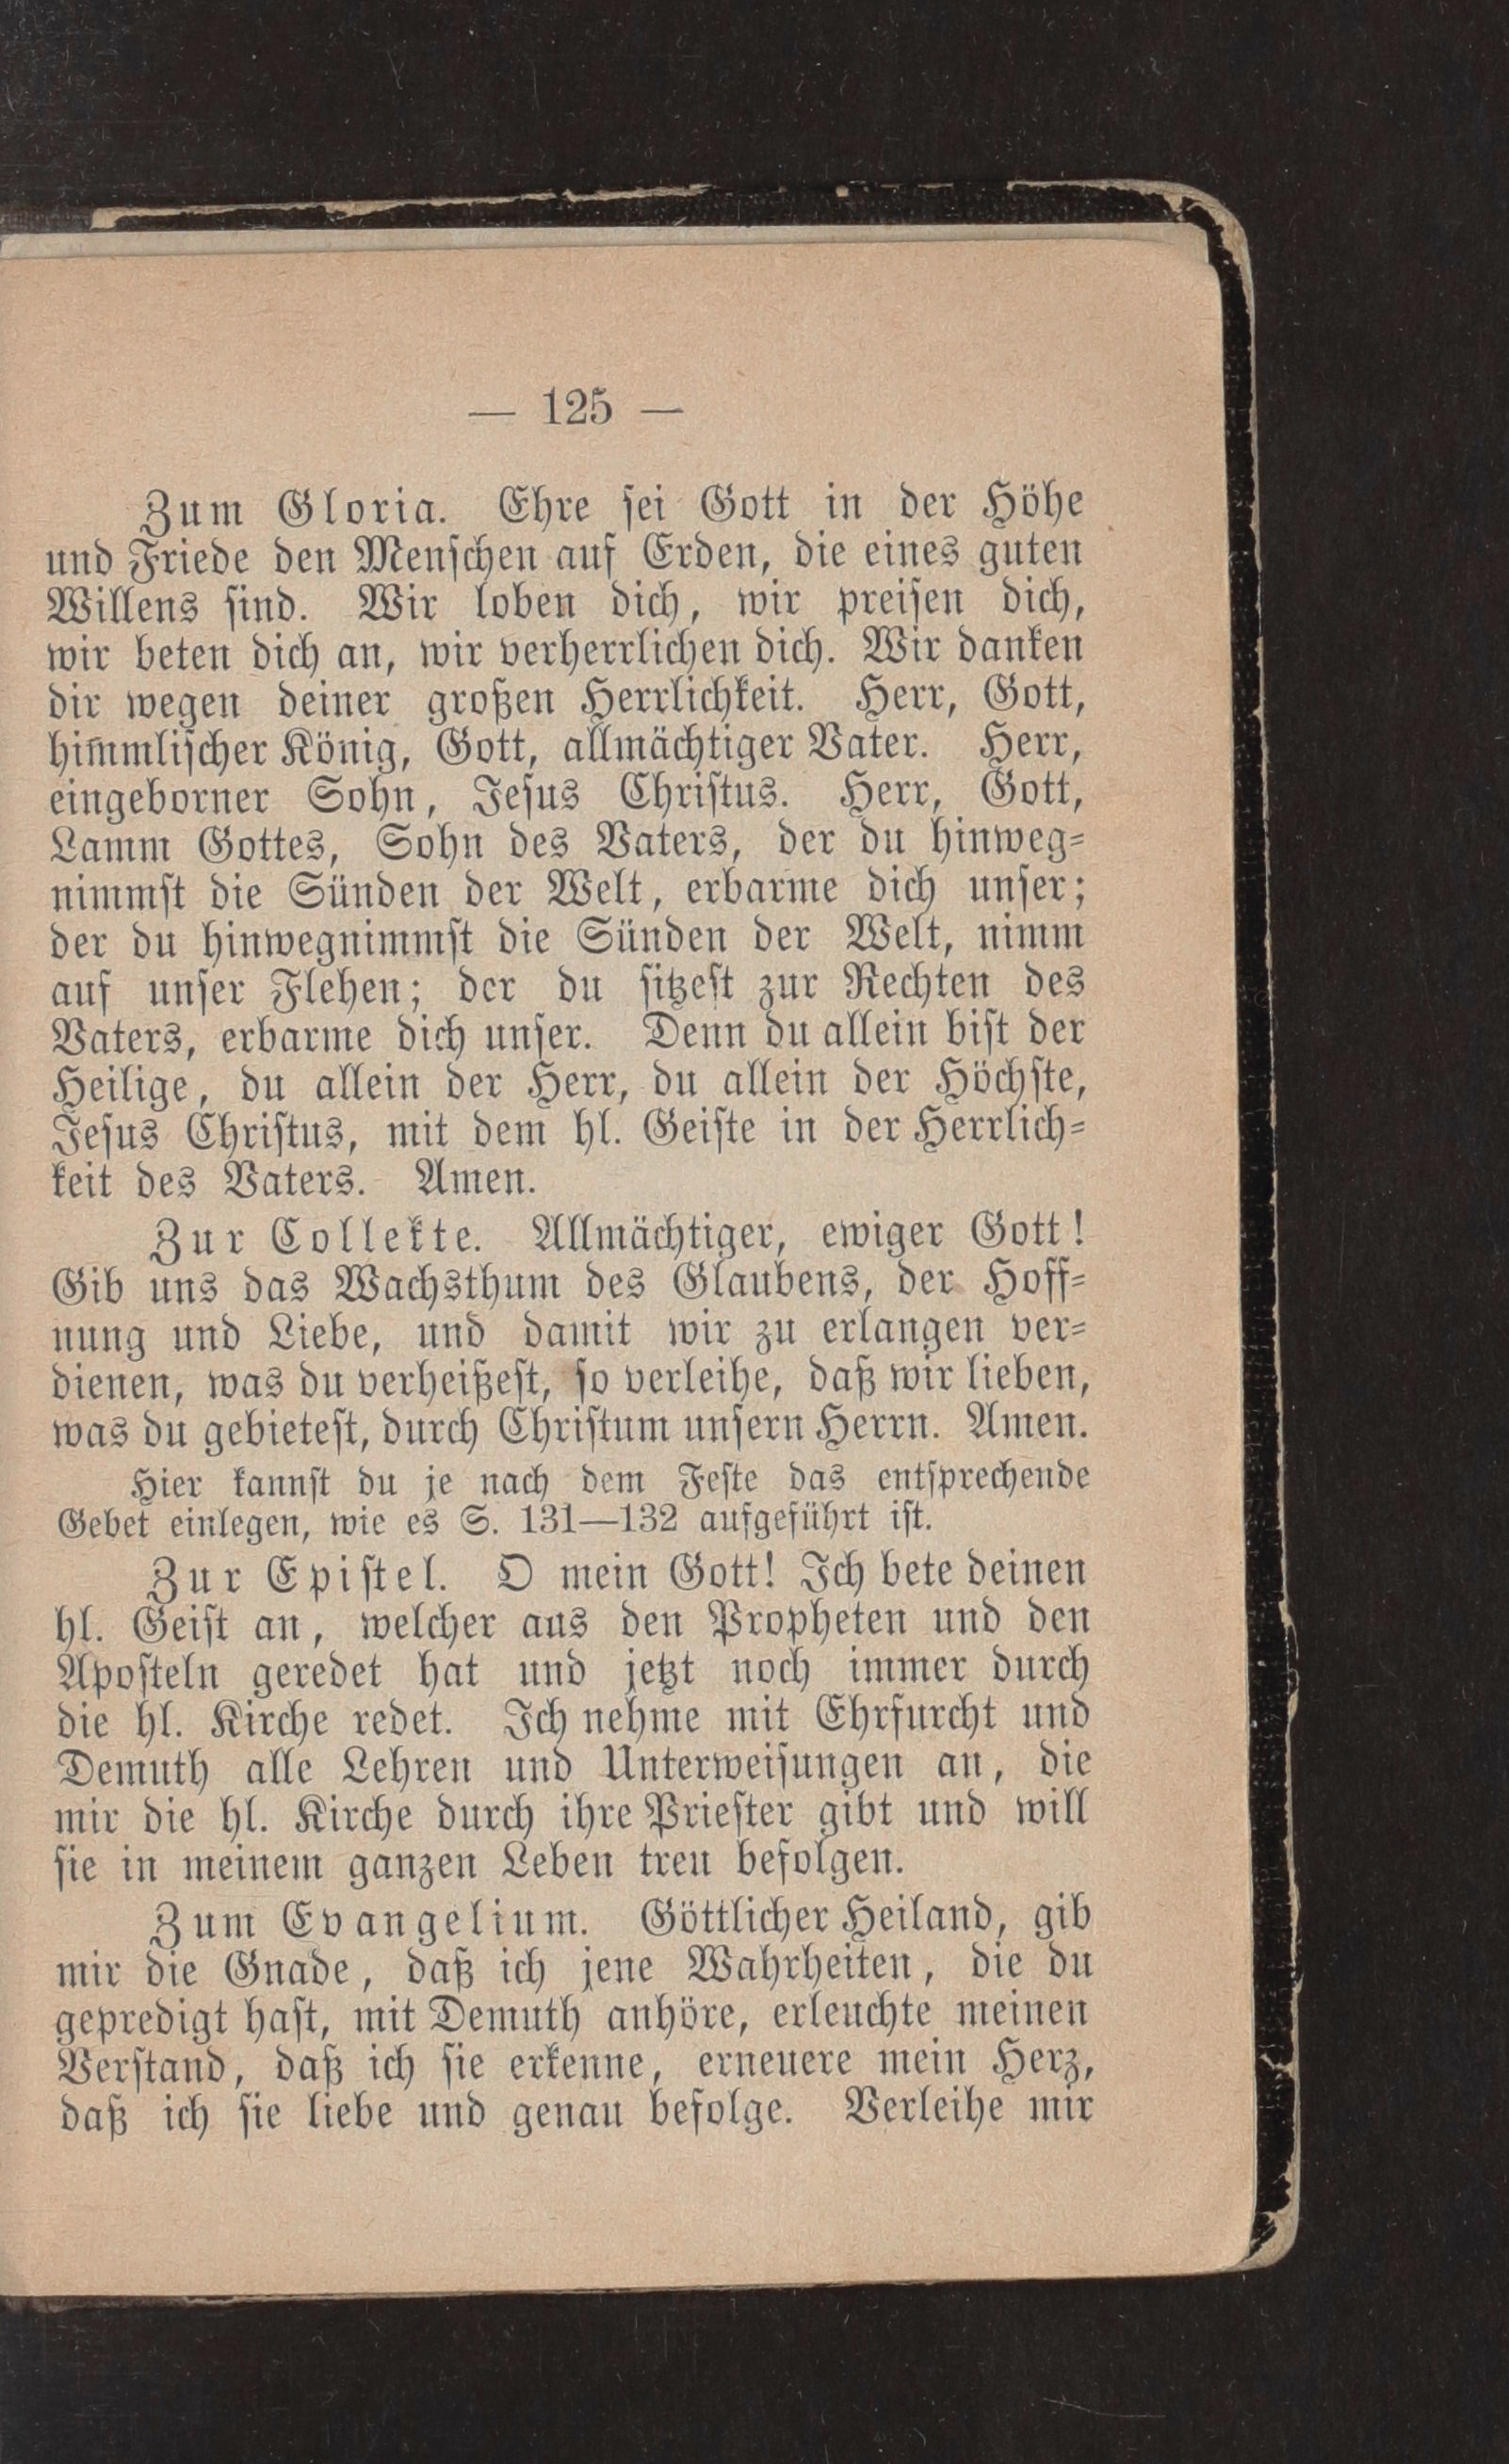 — 125 —
Zum Gloria. Ehre sei Gott in der Höhe
und Friede den Menschen auf Erden, die eines guten
Willens sind. Wir loben dich, wir preisen dich,
wir beten dich an, wir verherrlichen dich. Wir danken
dir wegen deiner großen Herrlichkeit. Herr, Gott,
him̅mlischer König, Gott, allmächtiger Vater. Herr,
eingeborner Sohn, Jesus Christus. Herr, Gott,
Lamm Gottes, Sohn des Vaters, der du hinweg-
nimmst die Sünden der Welt, erbarme dich unser;
der du hinwegnimmst die Sünden der Welt, nimm
auf unser Flehen; der du sitzest zur Rechten des
Vaters, erbarme dich unser. Denn du allein bist der
Heilige, du allein der Herr, du allein der Höchste,
Jesus Christus, mit dem hl. Geiste in der Herrlich-
keit des Vaters. Amen.
Zur Collekte. Allmächtiger, ewiger Gott!
Gib uns das Wachsthum des Glaubens, der Hoff-
nung und Liebe, und damit wir zu erlangen ver-
dienen, was du verheißest, so verleihe, daß wir lieben,
was du gebietest, durch Christum unsern Herrn. Amen.
Hier kannst du je nach dem Feste das entsprechende
Gebet einlegen, wie es S. 131—132 aufgeführt ist.
Zur Epistel. O mein Gott! Ich bete deinen
hl. Geist an, welcher aus den Propheten und den
Aposteln geredet hat und jetzt noch immer durch
die hl. Kirche redet. Ich nehme mit Ehrfurcht und
Demuth alle Lehren und Unterweisungen an, die
mir die hl. Kirche durch ihre Priester gibt und will
sie in meinem ganzen Leben treu befolgen.
Zum Evangelium. Göttlicher Heiland, gib
mir die Gnade, daß ich jene Wahrheiten, die du
gepredigt hast, mit Demuth anhöre, erleuchte meinen
Verstand, daß ich sie erkenne, erneuere mein Herz,
daß ich sie liebe und genau befolge. Verleihe mir